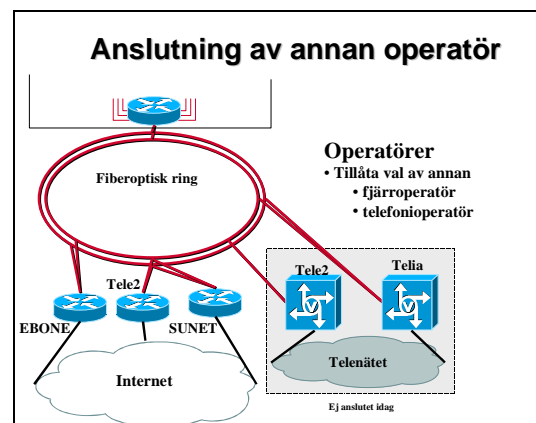 Anslutning av annan operatör
Fiberoptisk ring
Operatörer
• Tillåta val av annan
• fjärroperatör
• telefonioperatör
Tele2
Tele2
Telia
V
V
EBONE
SUNET
Internet
Telenätet
Ej anslutet idag